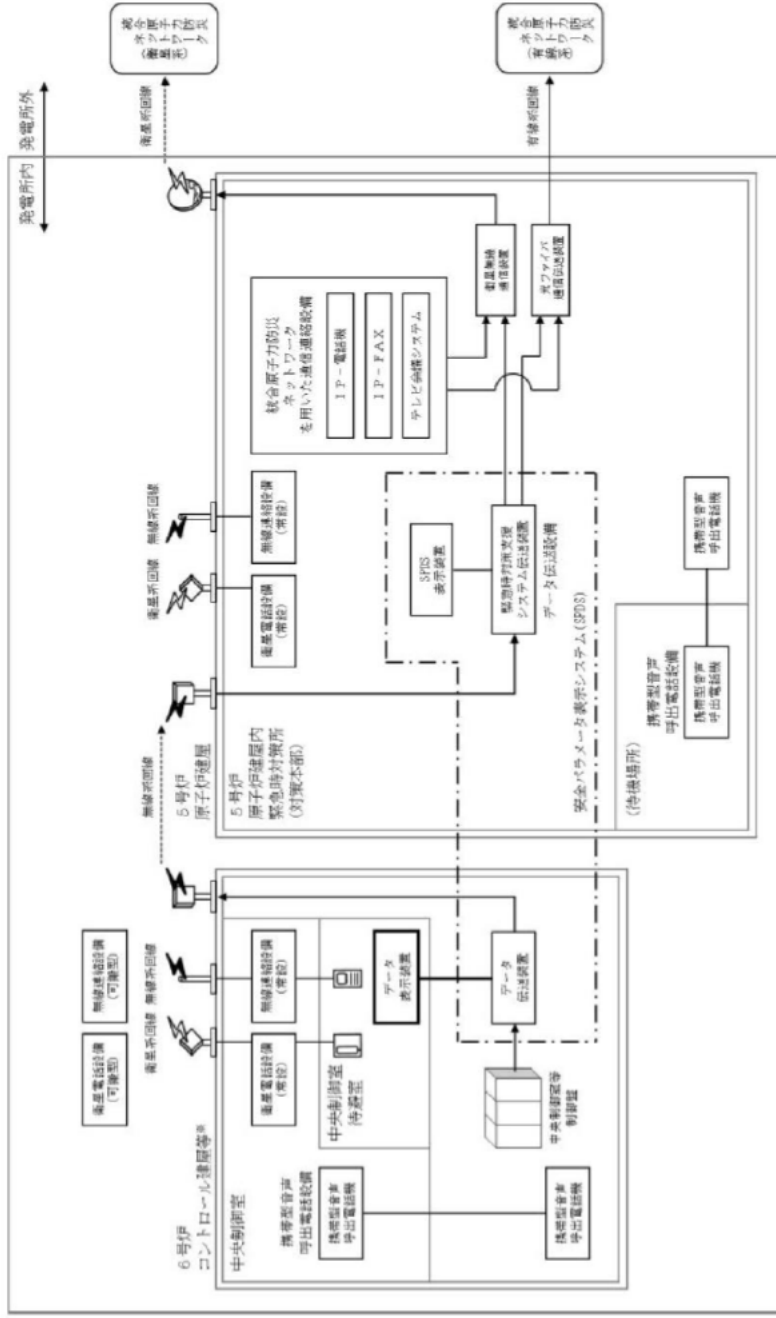 発電所内
発電所外
統合原子力防災
ネットワーク
(衛星系)
統合原子力防災
ネットワーク
(有線系)
衛星系回線
有線系回線
6号炉
コントロール建屋等※
衛星電話設備
(可搬型)
無線連絡設備
(可搬型)
衛星系回線
無線系回線
無線系回線
中央制御室
衛星電話設備
(常設)
無線連絡設備
(常設)
中央制御室
待避室
データ
表示装置
携帯型音声
呼出電話設備
携帯型音声
呼出電話機
携帯型音声
呼出電話機
中央制御室等
制御盤
データ
伝送装置
5号炉
原子炉建屋
5号炉
原子炉建屋内
緊急時対策所
(対策本部)
衛星系回線
無線系回線
衛星電話設備
(常設)
無線連絡設備
(常設)
統合原子力防災
ネットワーク
を用いた通信連絡設備
IP-電話機
IP-FAX
テレビ会議システム
衛星無線
通信装置
光ファイバ
通信伝送装置
SPDS
表示装置
緊急時対策支援
システム伝送装置
データ伝送設備
安全パラメータ表示システム(SPDS)
(待機場所)
携帯型音声
呼出電話設備
携帯型音声
呼出電話機
携帯型音声
呼出電話機